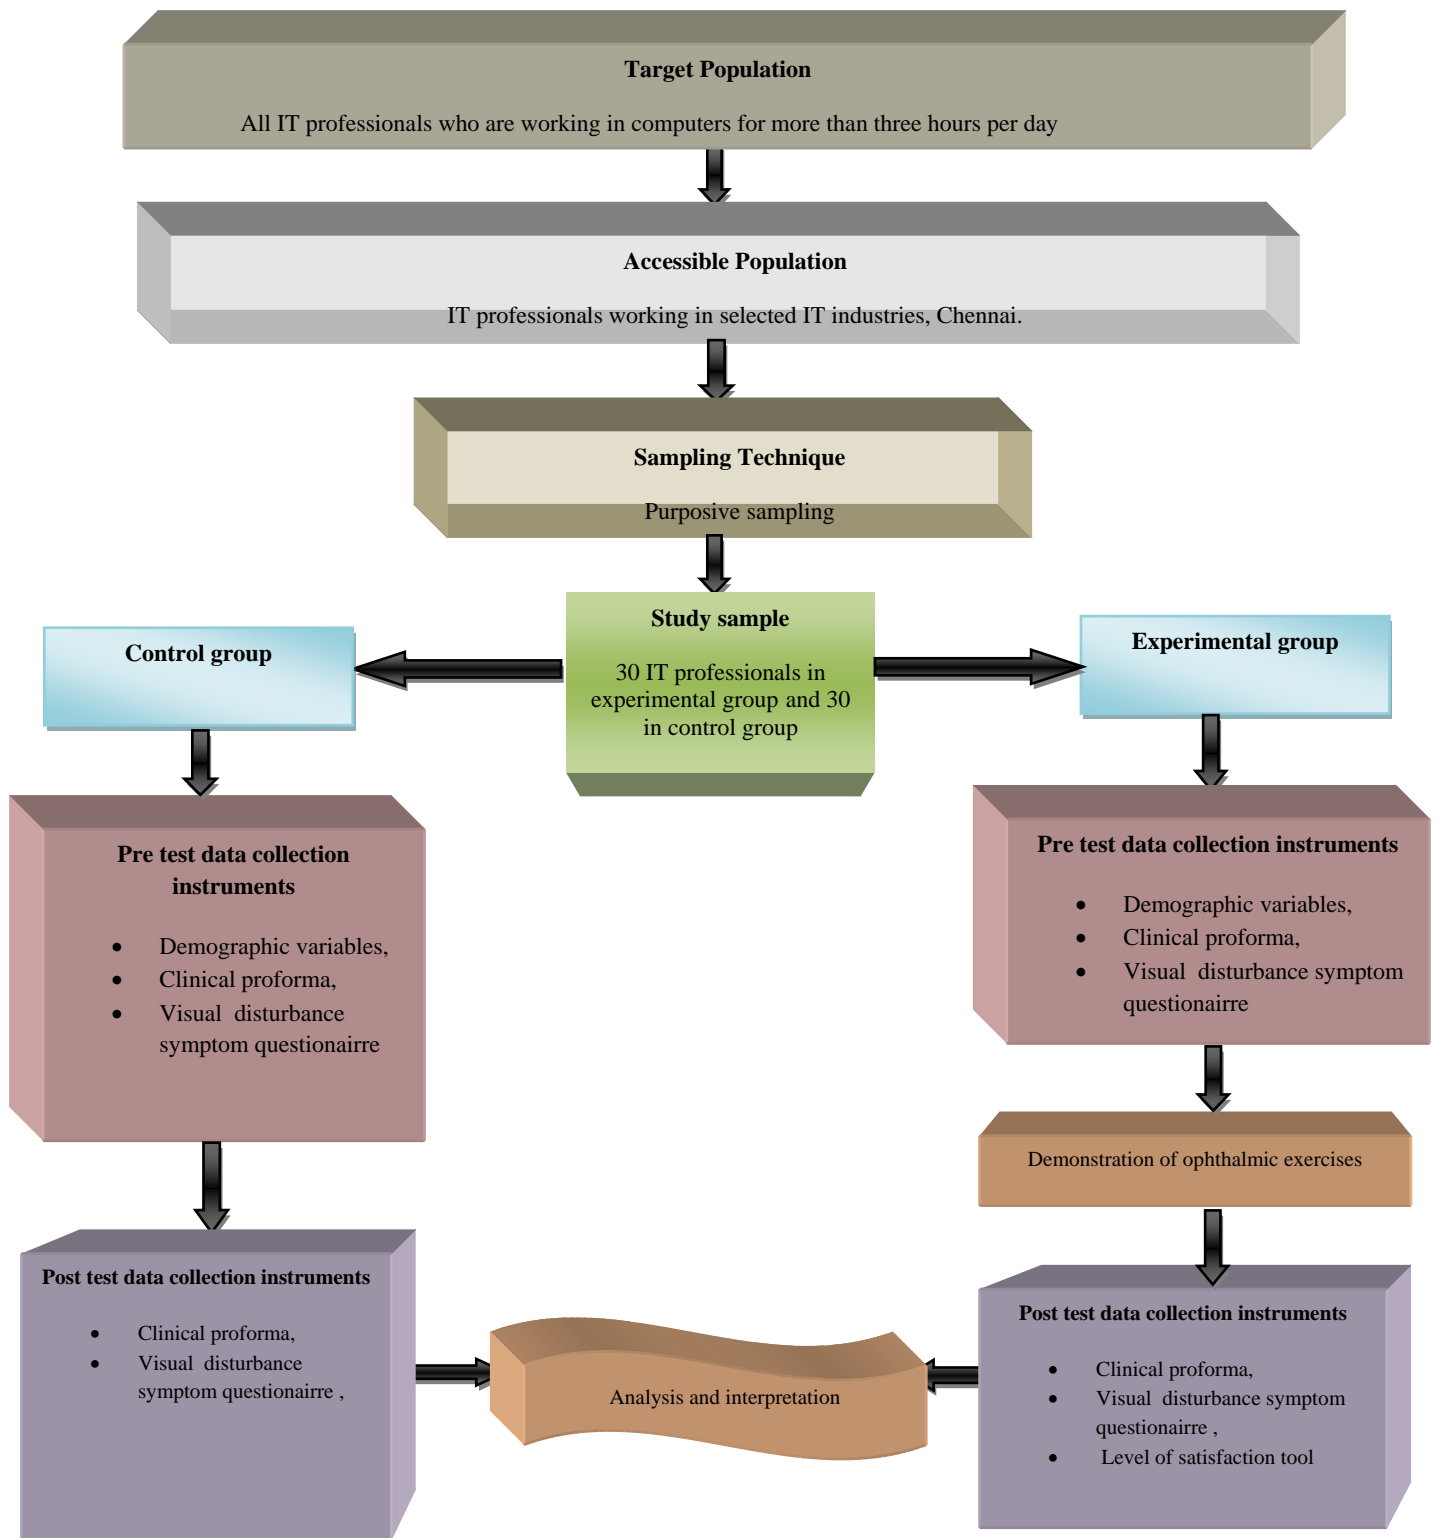 Target Population
All IT professionals who are working in computers for more than three hours per day
Accessible Population
IT professionals working in selected IT industries, Chennai.
Sampling Technique
Purposive sampling
Study sample
30 IT professionals in
experimental group and 30
in control group
Control group
Experimental group
Pre test data collection
instruments
• Demographic variables,
• Clinical proforma,
• Visual disturbance
symptom questionairre
Pre test data collection instruments
• Demographic variables,
• Clinical proforma,
• Visual disturbance symptom
questionairre
Demonstration of ophthalmic exercises
Post test data collection instruments
• Clinical proforma,
• Visual disturbance
symptom questionairre ,
Analysis and interpretation
Post test data collection instruments
• Clinical proforma,
• Visual disturbance symptom
questionairre ,
• Level of satisfaction tool